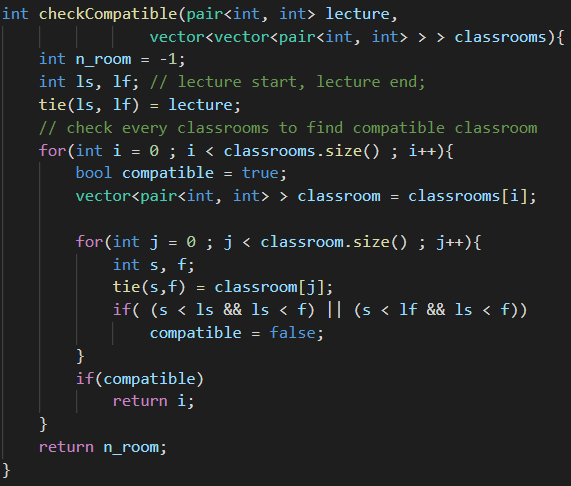 int checkCompatible(pair<int, int> lecture,
                vector<vector<pair<int, int> > > classrooms){
    int n_room = -1;
    int ls, lf; // lecture start, lecture end;
    tie(ls, lf) = lecture;
    // check every classrooms to find compatible classroom
    for(int i = 0 ; i < classrooms.size() ; i++){
        bool compatible = true;
        vector<pair<int, int> > classroom = classrooms[i];

        for(int j = 0 ; j < classroom.size() ; j++){
            int s, f;
            tie(s,f) = classroom[j];
            if( (s < ls && ls < f) || (s < lf && ls < f))
                compatible = false;
        }
        if(compatible)
            return i;
    }
    return n_room;
}